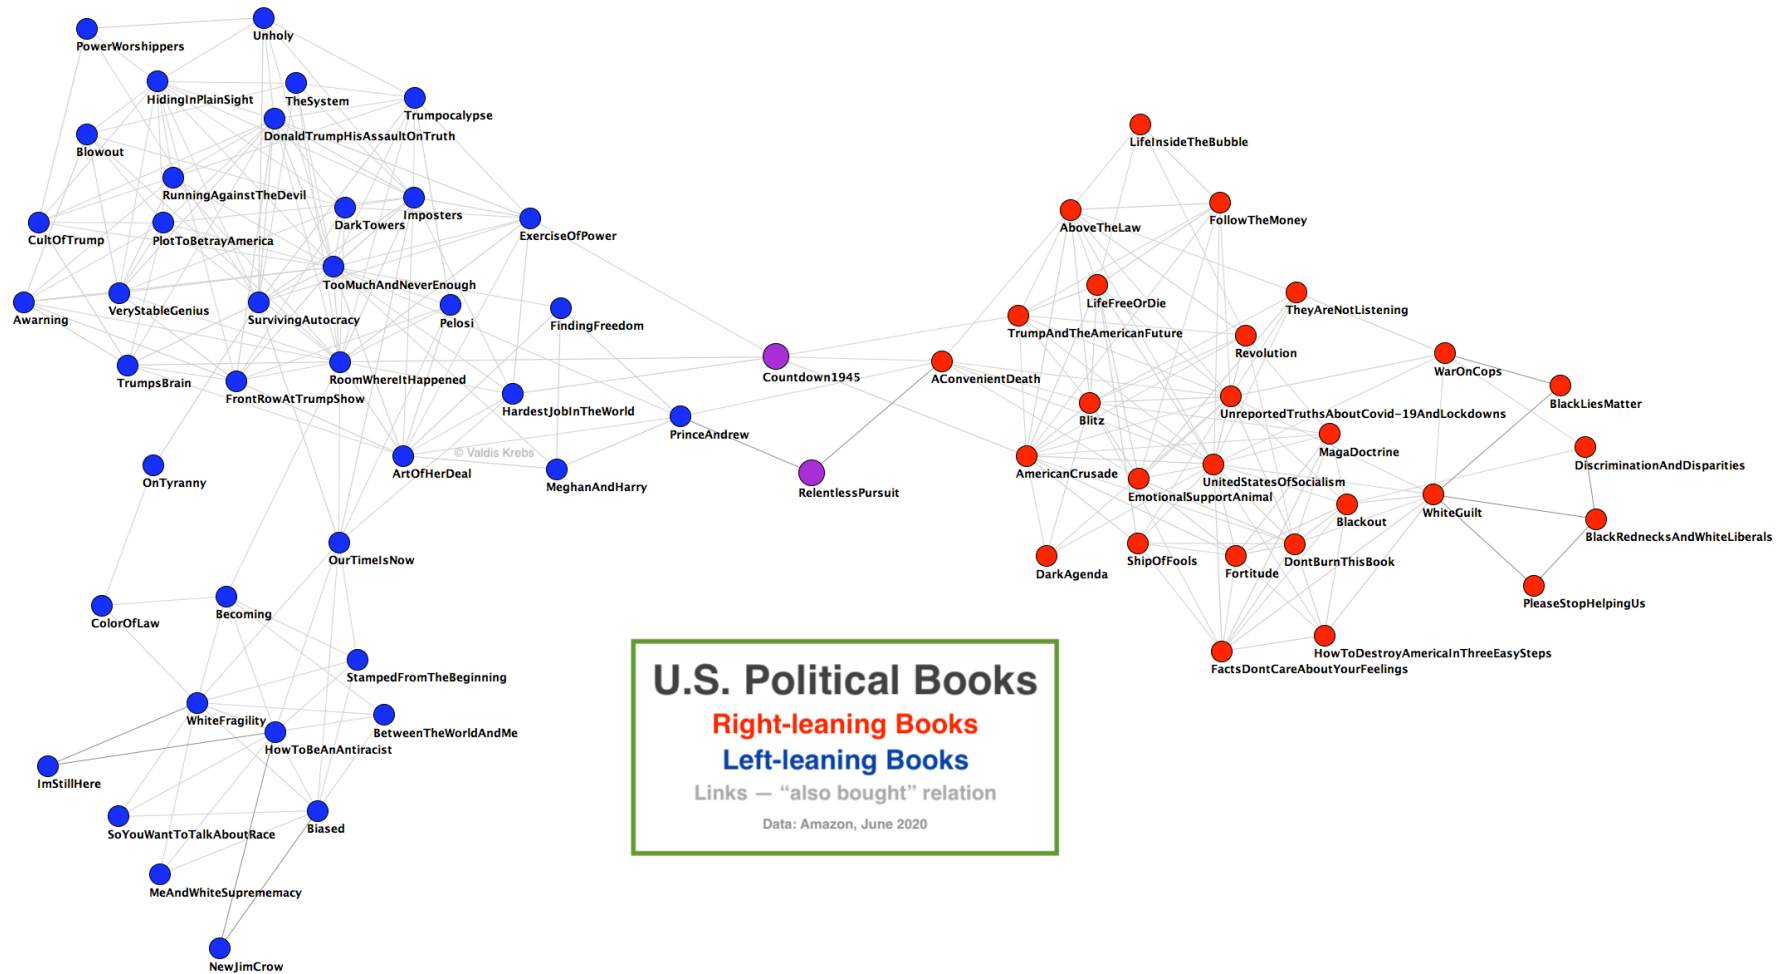 Unholy
PowerWorshippers
HidingInPlainSight
TheSystem
Trumpocalypse
DonaldTrumpHisAssaultOnTruth
Blowout
RunningAgainstTheDevil
Imposters
DarkTowers
CultOfTrump
PlotToBetrayAmerica
ExerciseOfPower
TooMuchAndNeverEnough
VeryStableGenius
Awarning
SurvivingAutocracy
Pelosi
FindingFreedom
TrumpsBrain
RoomWhereItHappened
FrontRowAtTrumpShow
HardestJobInTheWorld
Countdown1945
PrinceAndrew
© Valdis Krebs
ArtOfHerDeal
MeghanAndHarry
RelentlessPursuit
OnTyranny
OurTimeIsNow
Becoming
ColorOfLaw
StampedFromTheBeginning
WhiteFragility
BetweenTheWorldAndMe
HowToBeAnAntiracist
ImStillHere
SoYouWantToTalkAboutRace
Biased
MeAndWhiteSuprememacy
NewJimCrow
LifeInsideTheBubble
AboveTheLaw
FollowTheMoney
LifeFreeOrDie
TheyAreNotListening
TrumpAndTheAmericanFuture
Revolution
WarOnCops
AConvenientDeath
BlackLiesMatter
UnreportedTruthsAboutCovid-19AndLockdowns
Blitz
MagaDoctrine
DiscriminationAndDisparities
AmericanCrusade
UnitedStatesOfSocialism
EmotionalSupportAnimal
WhiteGuilt
Blackout
BlackRednecksAndWhiteLiberals
ShipOfFools
DontBurnThisBook
DarkAgenda
Fortitude
PleaseStopHelpingUs
HowToDestroyAmericaInThreeEasySteps
FactsDontCareAboutYourFeelings
U.S. Political Books
Right-leaning Books
Left-leaning Books
Links — “also bought” relation
Data: Amazon, June 2020